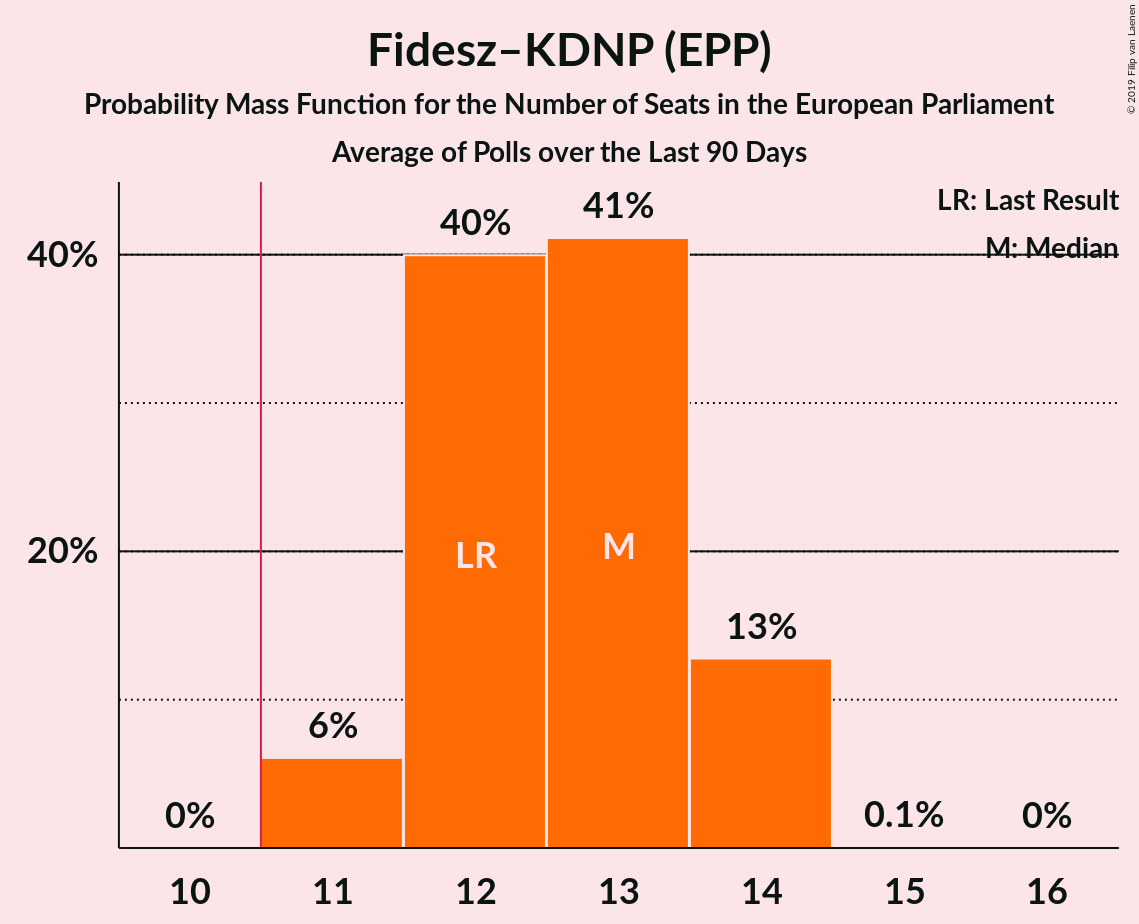 Fidesz–KDNP (EPP)
Probability Mass Function for the Number of Seats in the European Parliament
Average of Polls over the Last 90 Days
© 2019 Filip van Laenen
LR: Last Result
M: Median
40%
20%
0%
6%
40%
41%
13%
0.1%
0%
LR
M
10
11
12
13
14
15
16